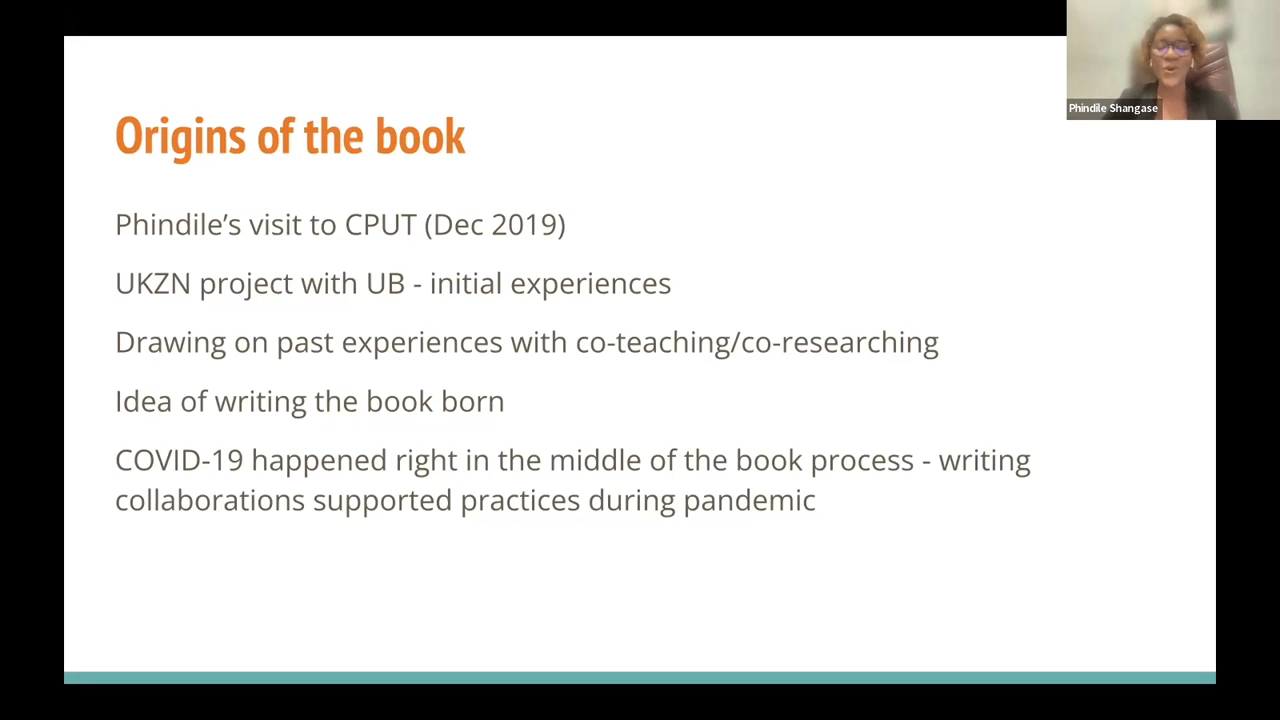 Phindile Shangase
Origins of the book
Phindile’s visit to CPUT (Dec 2019)
UKZN project with UB - initial experiences
Drawing on past experiences with co-teaching/co-researching
Idea of writing the book born
COVID-19 happened right in the middle of the book process - writing
collaborations supported practices during pandemic